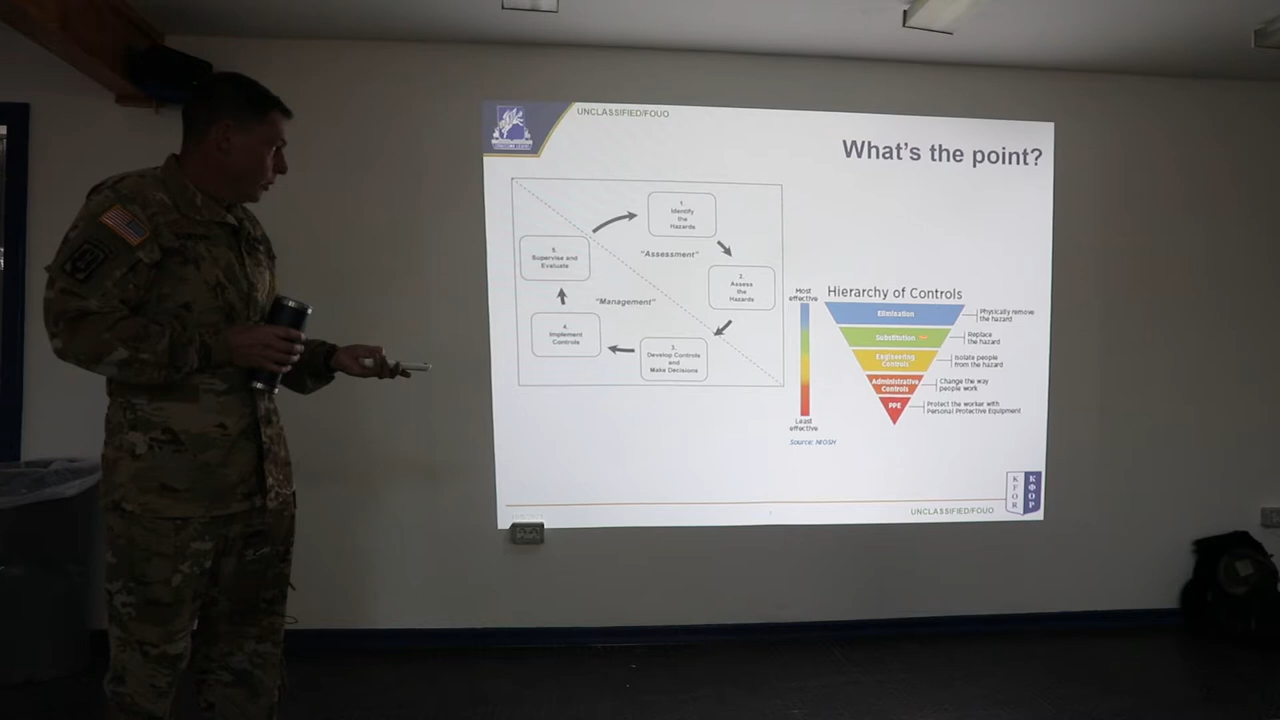 UNCLASSIFIED/FOUO
What's the point?
1.
Identify
the
Hazards
"Assessment"
2.
Assess
the
Hazards
3.
Develop Controls
and
Make Decisions
4.
Implement
Controls
5.
Supervise and
Evaluate
"Management"
Hierarchy of Controls
Most
effective
Least
effective
Elimination
Physically remove
the hazard
Substitution
Replace
the hazard
Engineering
Controls
Isolate people
from the hazard
Administrative
Controls
Change the way
people work
PPE
Protect the worker with
Personal Protective Equipment
Source: NIOSH
UNCLASSIFIED/FOUO
KFOR
КФОР